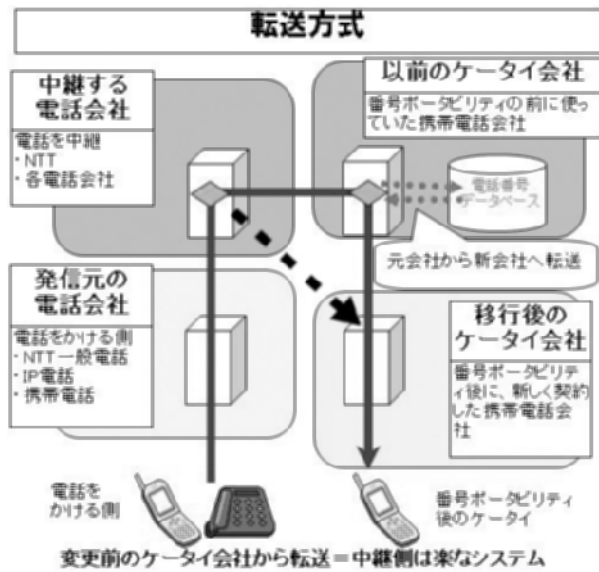 転送方式
中継する
電話会社
電話を中継
・NTT
・各電話会社
以前のケータイ会社
番号ポータビリティの前に使っ
ていた携帯電話会社
電話番号
データベース
元会社から新会社へ転送
発信元の
電話会社
電話をかける側
・NTT一般電話
・IP電話
・携帯電話
移行後の
ケータイ会社
番号ポータビリテ
ィ後に、新しく契約
した携帯電話会
社
電話を
かける側
番号ポータビリティ
後のケータイ
変更前のケータイ会社から転送＝中継側は楽なシステム